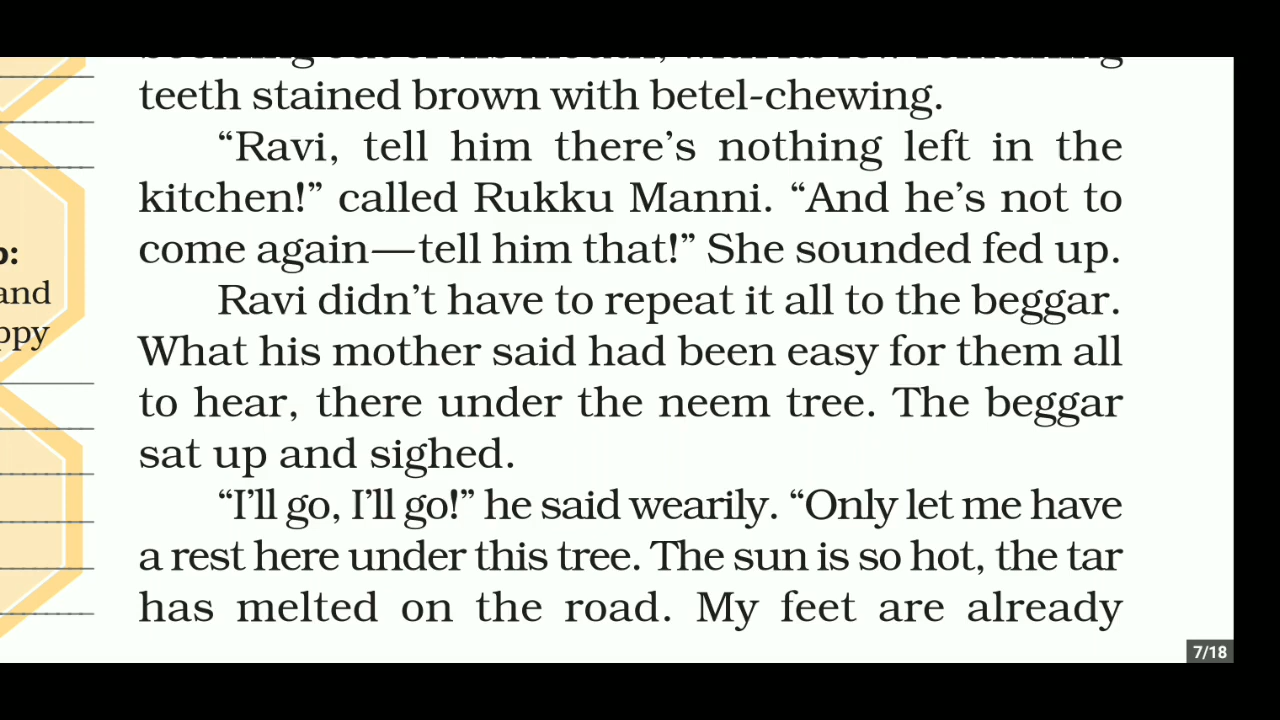 teeth stained brown with betel-chewing.
“Ravi, tell him there’s nothing left in the
kitchen!” called Rukku Manni. “And he’s not to
come again—tell him that!” She sounded fed up.
Ravi didn’t have to repeat it all to the beggar.
What his mother said had been easy for them all
to hear, there under the neem tree. The beggar
sat up and sighed.
“I’ll go, I’ll go!” he said wearily. “Only let me have
a rest here under this tree. The sun is so hot, the tar
has melted on the road. My feet are already
and
7/18